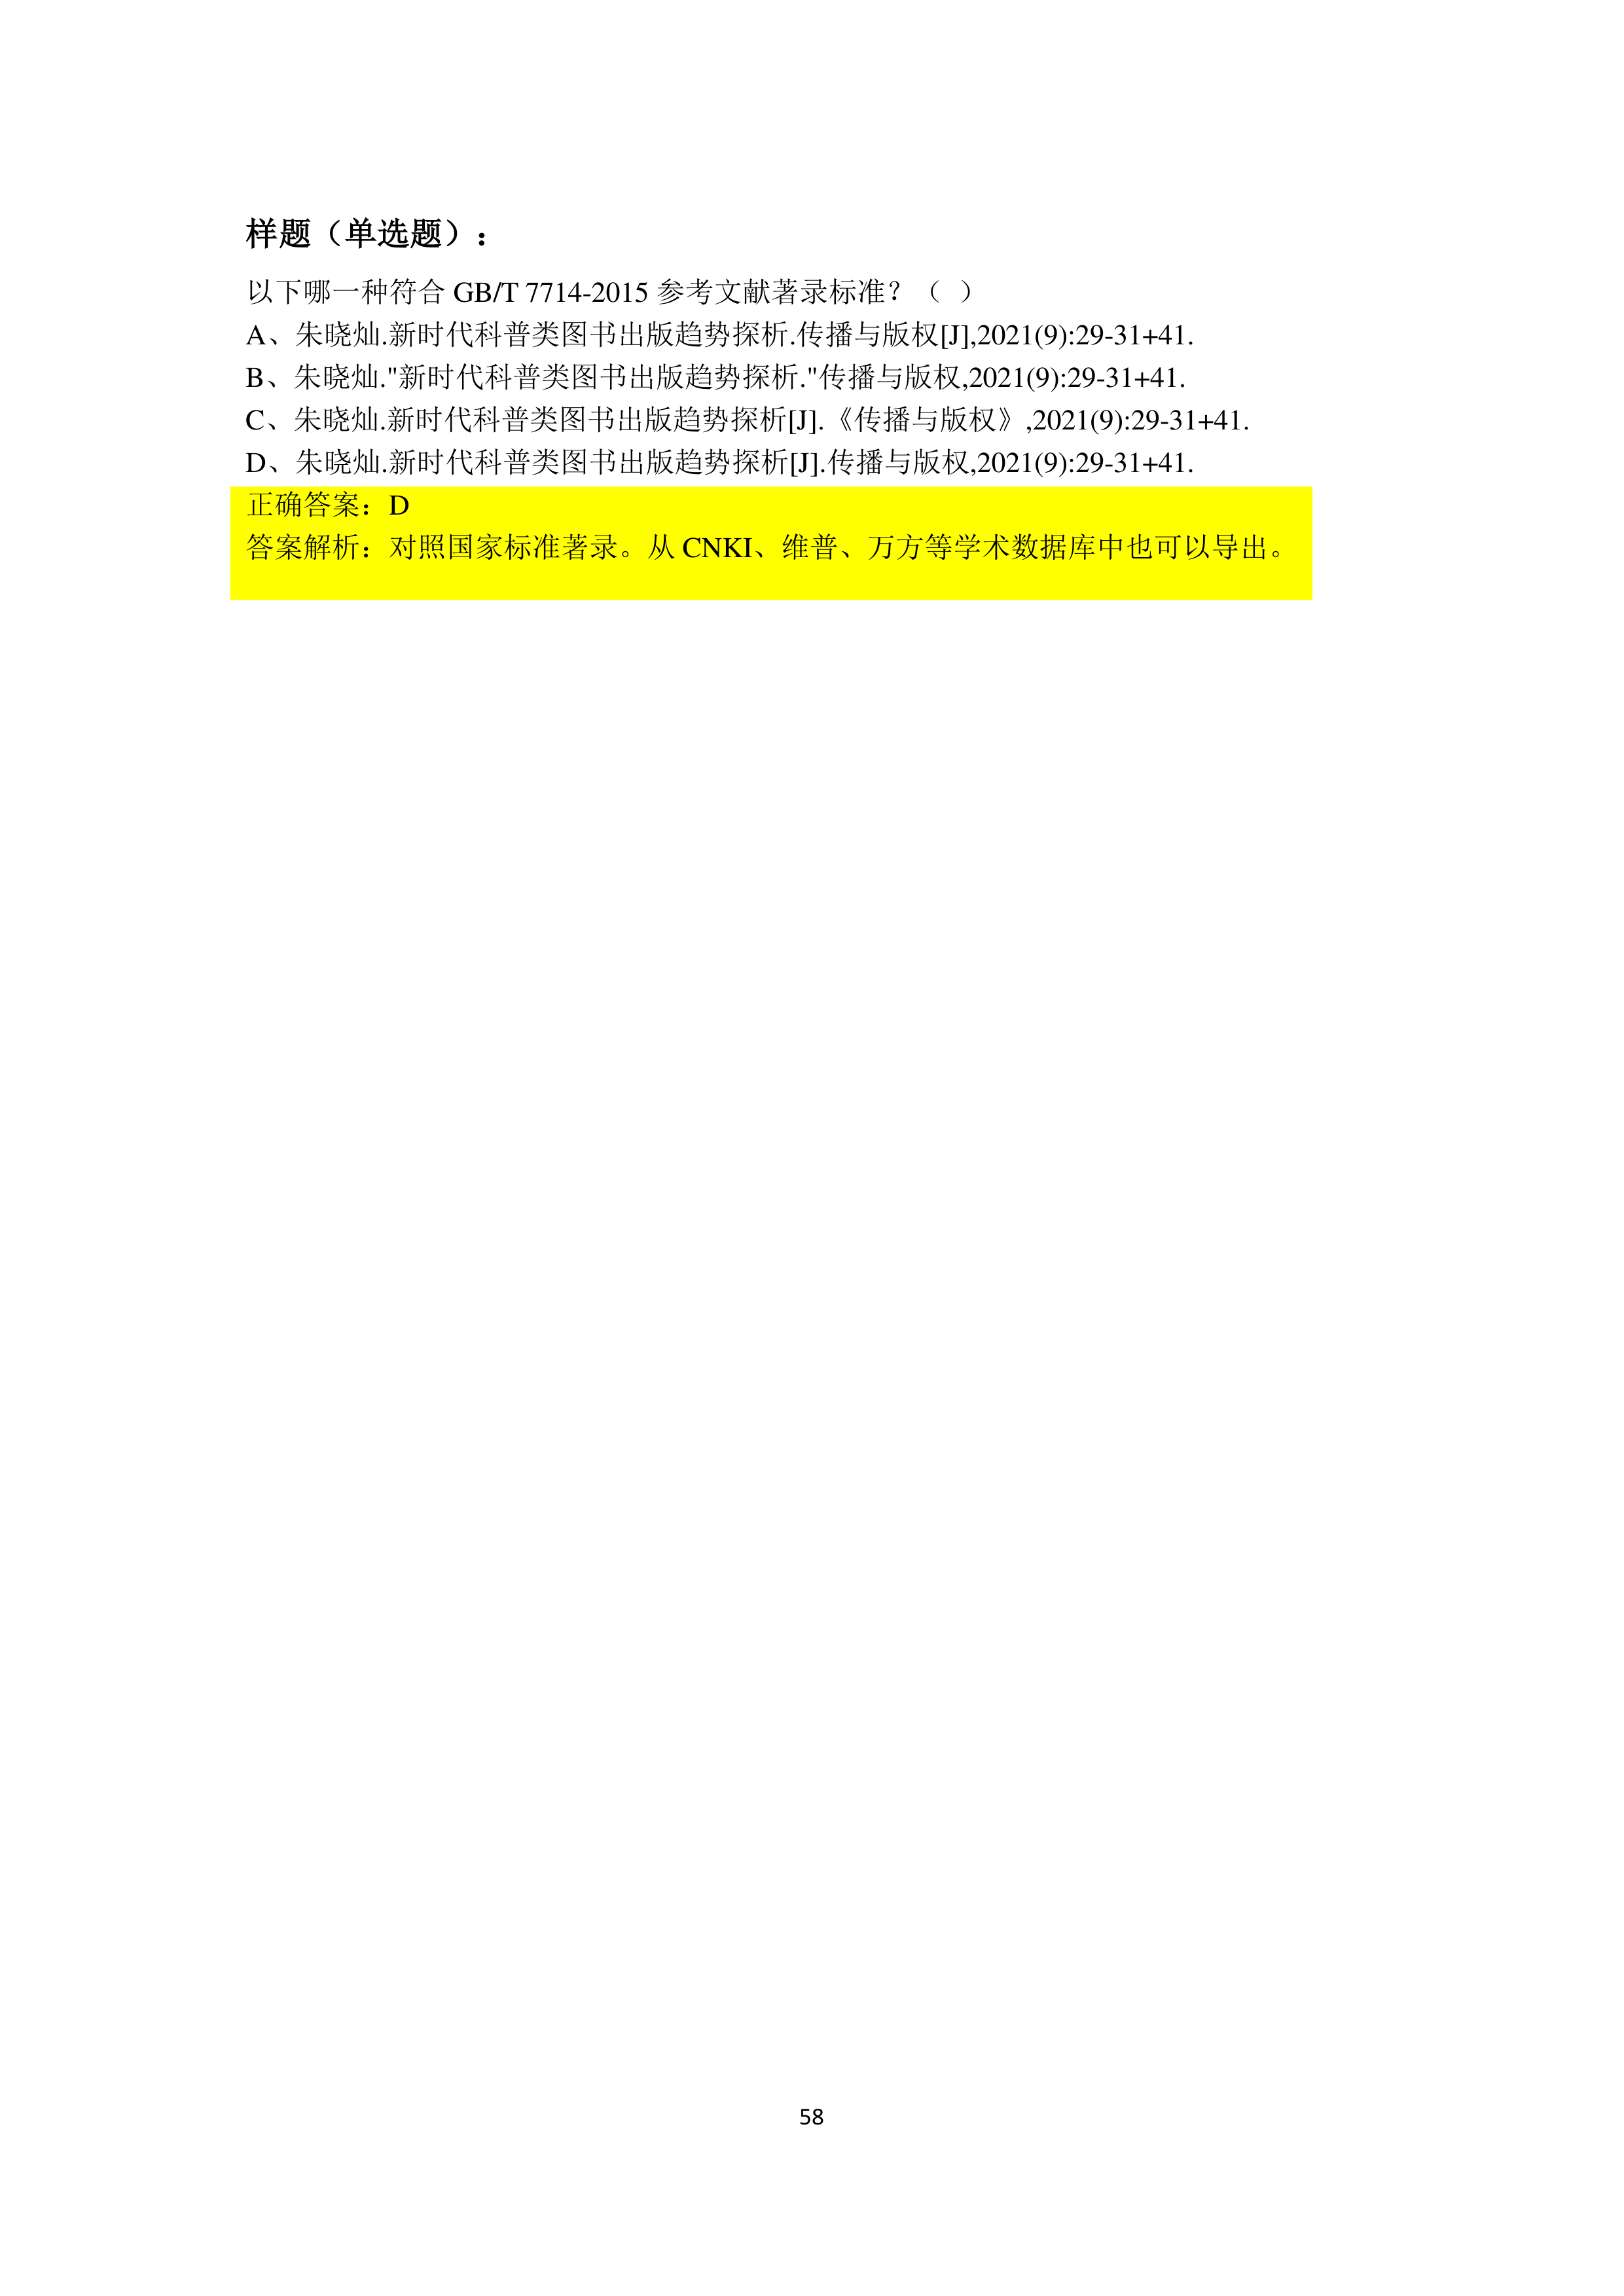 样题（单选题）：
以下哪一种符合 GB/T 7714-2015 参考文献著录标准？（ ）
A、朱晓灿.新时代科普类图书出版趋势探析.传播与版权[J],2021(9):29-31+41.
B、朱晓灿."新时代科普类图书出版趋势探析."传播与版权,2021(9):29-31+41.
C、朱晓灿.新时代科普类图书出版趋势探析[J].《传播与版权》,2021(9):29-31+41.
D、朱晓灿.新时代科普类图书出版趋势探析[J].传播与版权,2021(9):29-31+41.
正确答案：D
答案解析：对照国家标准著录。从 CNKI、维普、万方等学术数据库中也可以导出。
58